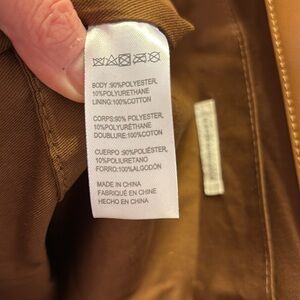 BODY:90%POLYESTER,
10%POLYURETHANE
LINING:100%COTTON
CORPS:90% POLYESTER,
10%POLYURÉTHANE
DOUBLURE:100%COTON
CUERPO :90%POLIÉSTER,
10%POLIURETANO
FORRO:100%ALGODÓN
MADE IN CHINA
FABRIQUÉ EN CHINE
HECHO EN CHINA